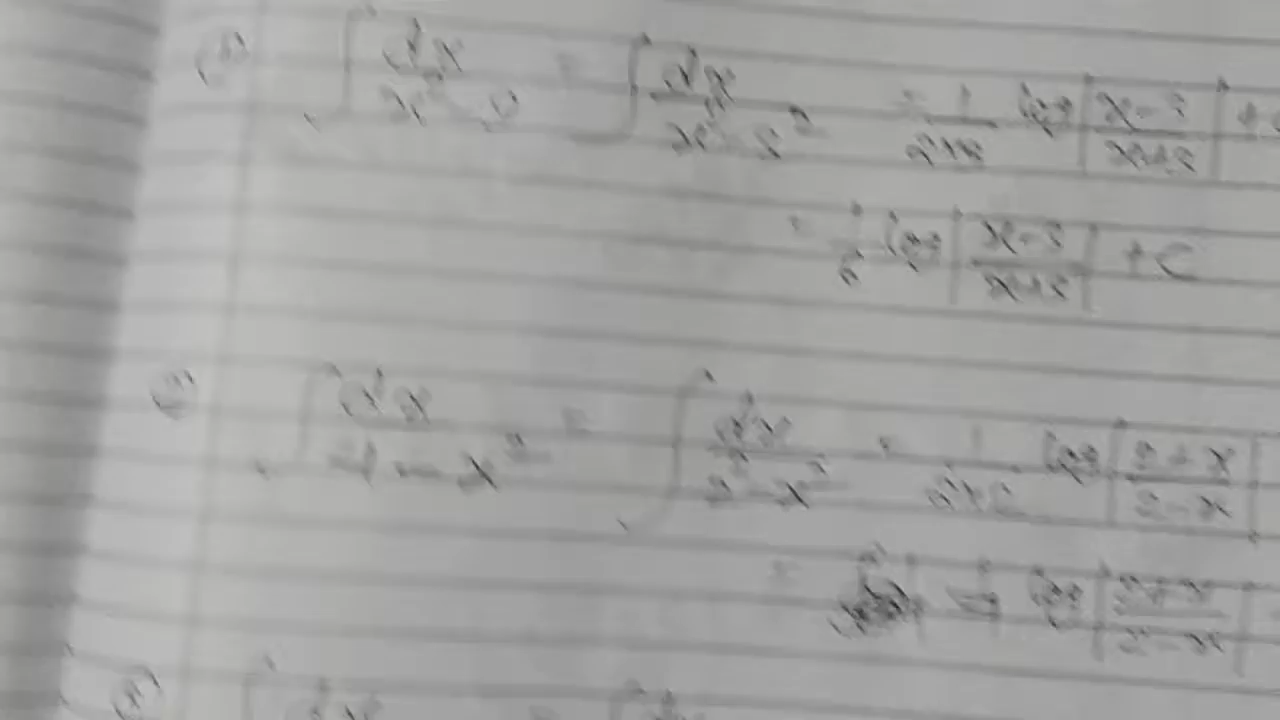 ∫ dx / x² - 9 = ∫ dx / x² - 3² = 1 / 2×3 log | x-3 / x+3 | +
= 1/6 log | x-3 / x+3 | + C
∫ dx / 4 - x² = ∫ dx / 2² - x² = 1 / 2×2 log | 2+x / 2-x |
= 1/4 log | 2+x / 2-x |
∫ dx = ∫